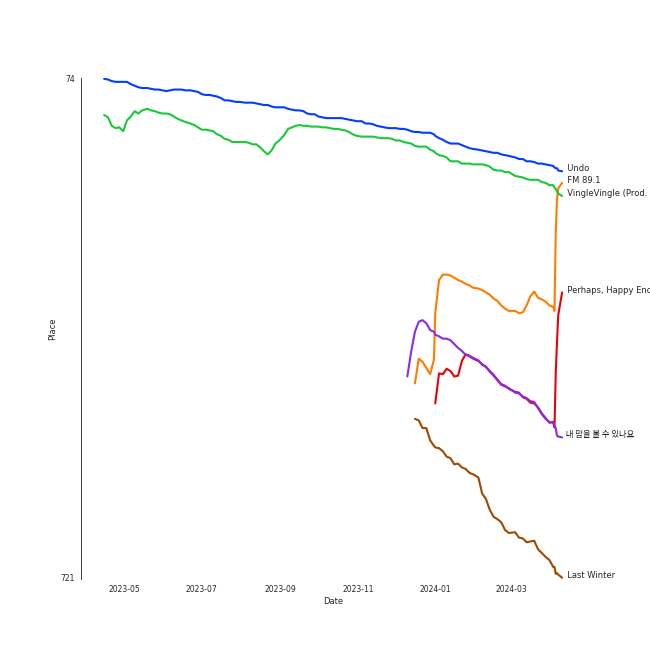 74
Undo
FM 89.1
VingleVingle (Prod.
Perhaps, Happy End
Place
내 맘을 볼 수 있나요
721
Last Winter
2023-05
2023-07
2023-09
2023-11
2024-01
2024-03
Date